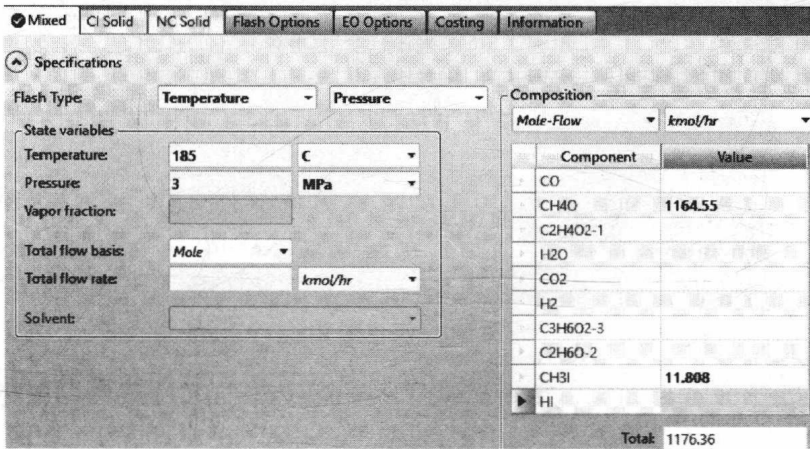 Mixed CI Solid NC Solid Flash Options EO Options Costing Information
Specifications
Flash Type: Temperature Pressure
State variables
Temperature: 185 C
Pressure: 3 MPa
Vapor fraction:
Total flow basis: Mole
Total flow rate: kmol/hr
Solvent:
Composition
Mole-Flow kmol/hr
Component Value
CO
CH4O 1164.55
C2H4O2-1
H2O
CO2
H2
C3H6O2-3
C2H6O-2
CH3I 11.808
HI
Total: 1176.36